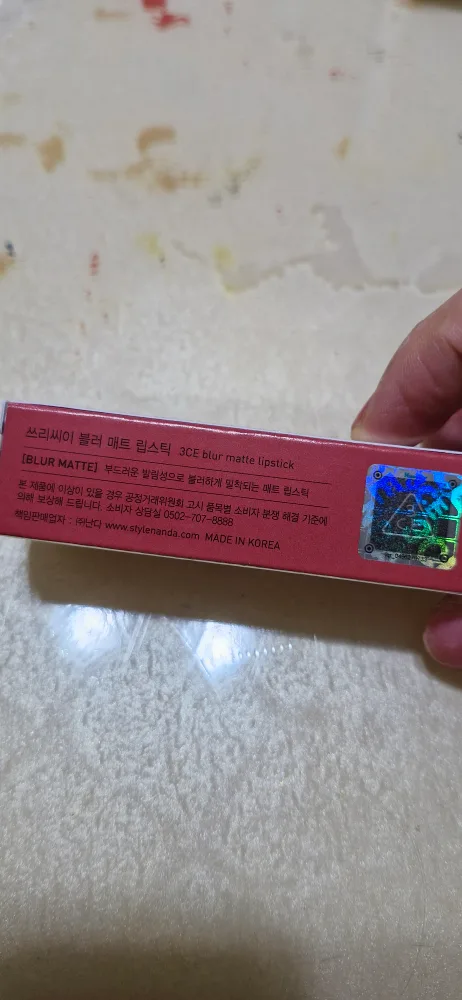 쓰리씨이 블러 매트 립스틱 3CE blur matte lipstick
[BLUR MATTE] 부드러운 발림성으로 블러하게 밀착되는 매트 립스틱
본 제품에 이상이 있을 경우 공정거래위원회 고시 품목별 소비자 분쟁 해결 기준에
의해 보상해 드립니다. 소비자 상담실 0502-707-8888
책임판매업자 : ㈜난다 www.stylenanda.com MADE IN KOREA
3
CE